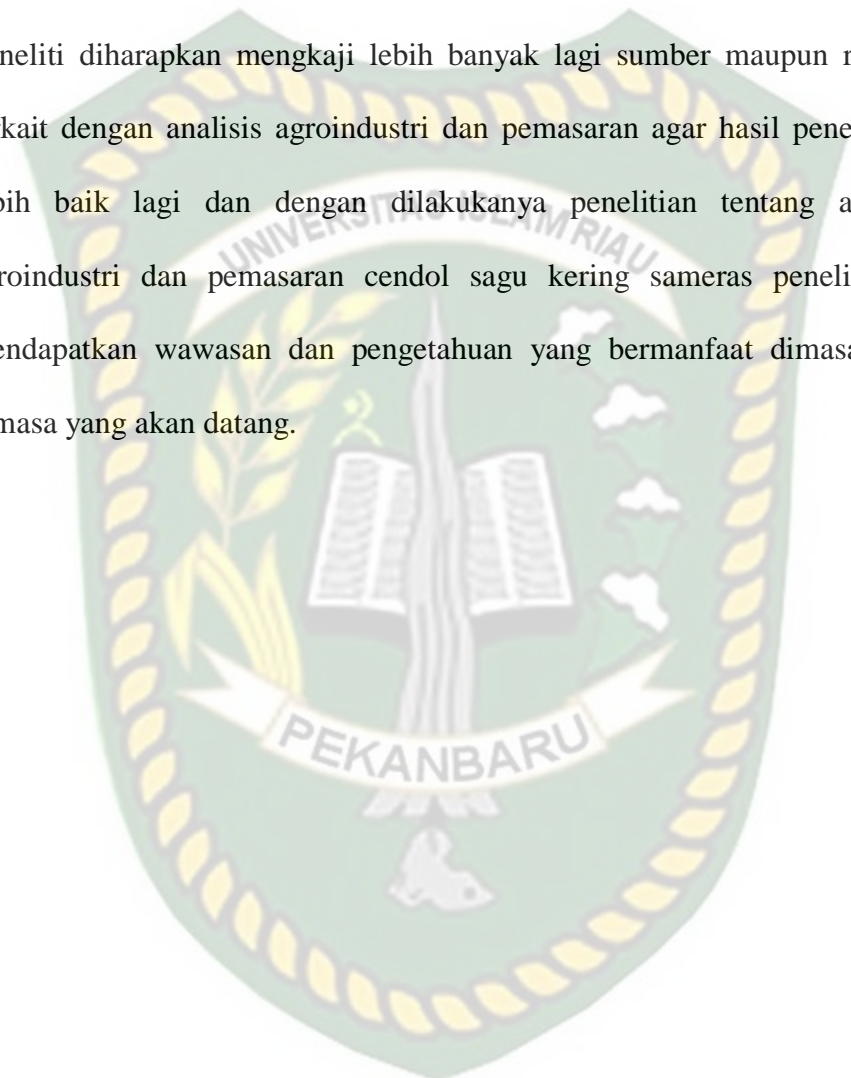 neliti diharapkan mengkaji lebih banyak lagi sumber maupun r
rkait dengan analisis agroindustri dan pemasaran agar hasil pene
bih baik lagi dan dengan dilakukanya penelitian tentang a
UNIVERSITAS ISLAM RIAU
roindustri dan pemasaran cendol sagu kering sameras peneli
endapatkan wawasan dan pengetahuan yang bermanfaat dimasa
masa yang akan datang.
PEKANBARU